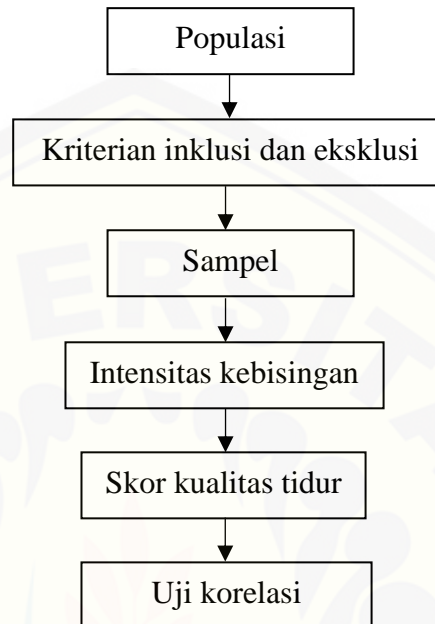 Populasi
Kriterian inklusi dan eksklusi
Sampel
Intensitas kebisingan
Skor kualitas tidur
Uji korelasi